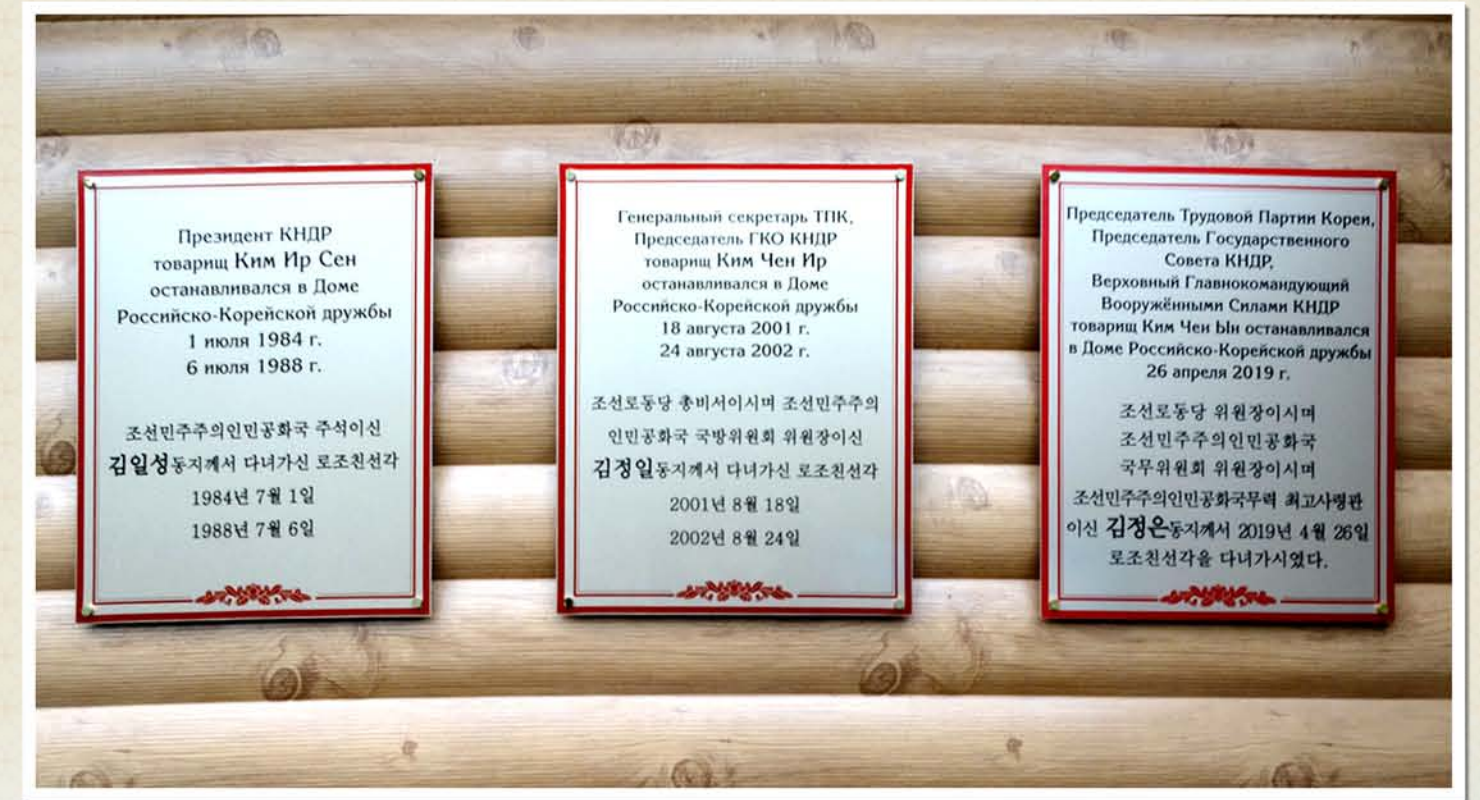 Президент КНДР
товарищ Ким Ир Сен
останавливался в Доме
Российско-Корейской дружбы
1 июля 1984 г.
6 июля 1988 г.
조선민주주의인민공화국 주석이신
김일성동지께서 다녀가신 로조친선각
1984년 7월 1일
1988년 7월 6일
Генеральный секретарь ТПК,
Председатель ГКО КНДР
товарищ Ким Чен Ир
останавливался в Доме
Российско-Корейской дружбы
18 августа 2001 г.
24 августа 2002 г.
조선로동당 총비서이시며 조선민주주의
인민공화국 국방위원회 위원장이신
김정일동지께서 다녀가신 로조친선각
2001년 8월 18일
2002년 8월 24일
Председатель Трудовой Партии Кореи,
Председатель Государственного
Совета КНДР,
Верховный Главнокомандующий
Вооружёнными Силами КНДР
товарищ Ким Чен Ын останавливался
в Доме Российско-Корейской дружбы
26 апреля 2019 г.
조선로동당 위원장이시며
조선민주주의인민공화국
국무위원회 위원장이시며
조선민주주의인민공화국무력 최고사령관
이신 김정은동지께서 2019년 4월 26일
로조친선각을 다녀가시였다.